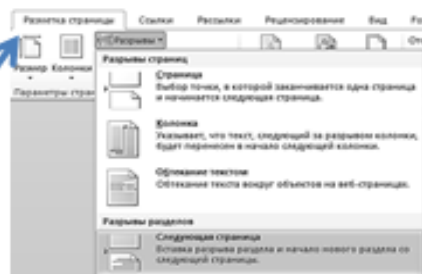 Разметка страницы Ссылки Рассылки Рецензирование Вид
Разрывы
Размер Колонки
Разрывы страниц
Параметры стран
Страница
Выбор точки, в которой заканчивается одна страница
и начинается следующая страница.
Колонка
Указывает, что текст, следующий за разрывом колонки,
будет перенесен в начало следующей колонки.
Обтекание текстом
Обтекание текста вокруг объектов на веб-страницах.
Разрывы разделов
Следующая страница
Вставка разрыва раздела и начало нового раздела со
следующей страницы.